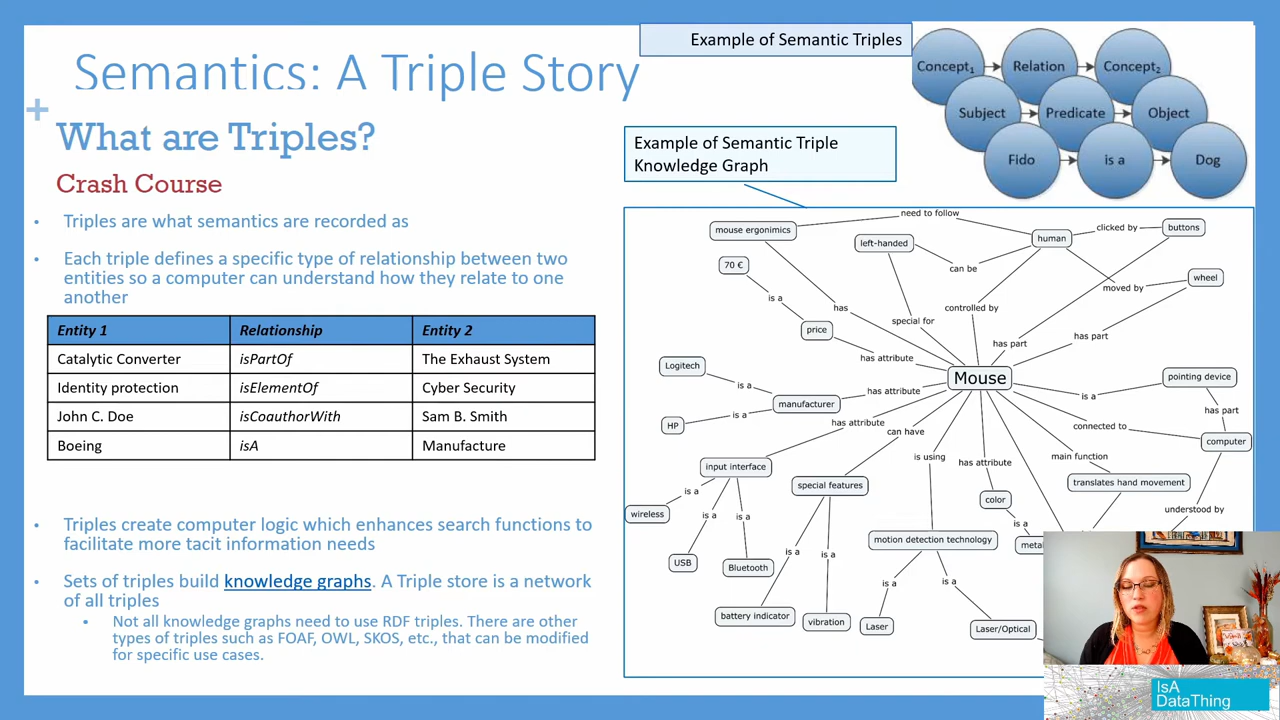 Semantics: A Triple Story
What are Triples?
Crash Course
• Triples are what semantics are recorded as
• Each triple defines a specific type of relationship between two
entities so a computer can understand how they relate to one
another
Entity 1 Relationship Entity 2
Catalytic Converter isPartOf The Exhaust System
Identity protection isElementOf Cyber Security
John C. Doe isCoauthorWith Sam B. Smith
Boeing isA Manufacture
• Triples create computer logic which enhances search functions to
facilitate more tacit information needs
• Sets of triples build knowledge graphs. A Triple store is a network
of all triples
• Not all knowledge graphs need to use RDF triples. There are other
types of triples such as FOAF, OWL, SKOS, etc., that can be modified
for specific use cases.
Example of Semantic Triples
Concept1 Relation Concept2
Subject Predicate Object
Fido is a Dog
Example of Semantic Triple
Knowledge Graph
need to follow
mouse ergonimics
left-handed
human
clicked by
buttons
70 €
can be
moved by
wheel
is a
has
special for
controlled by
price
has part
has part
has attribute
Logitech
Mouse
pointing device
is a
has attribute
is a
manufacturer
has part
is a
HP
has attribute
can have
connected to
computer
is using
has attribute
main function
input interface
special features
translates hand movement
is a
color
wireless
is a
is a
is a
understood by
motion detection technology
metal
is a
is a
USB
Bluetooth
is a
is a
battery indicator
vibration
Laser
Laser/Optical
IsA
DataThing